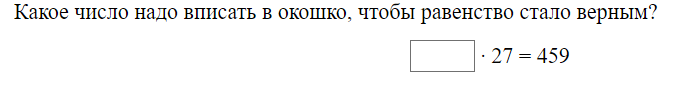 Какое число надо вписать в окошко, чтобы равенство стало верным?
· 27 = 459